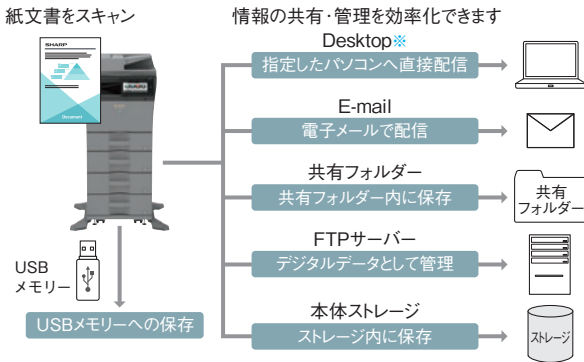 紙文書をスキャン
情報の共有・管理を効率化できます
SHARP
Document
Desktop※
指定したパソコンへ直接配信
E-mail
電子メールで配信
共有フォルダー
共有フォルダー内に保存
共有
フォルダー
FTPサーバー
デジタルデータとして管理
本体ストレージ
ストレージ内に保存
ストレージ
USB
メモリー
USBメモリーへの保存